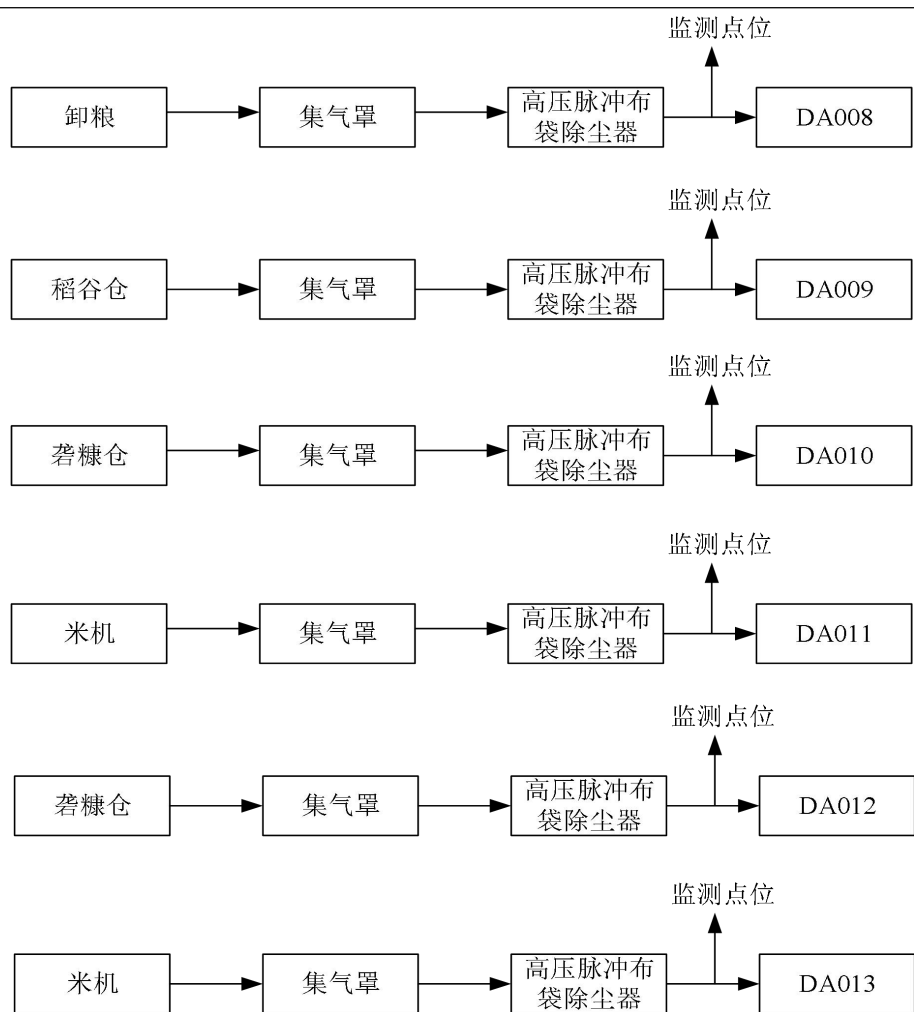 监测点位
卸粮
集气罩
高压脉冲布
袋除尘器
DA008
监测点位
稻谷仓
集气罩
高压脉冲布
袋除尘器
DA009
监测点位
砻糠仓
集气罩
高压脉冲布
袋除尘器
DA010
监测点位
米机
集气罩
高压脉冲布
袋除尘器
DA011
监测点位
砻糠仓
集气罩
高压脉冲布
袋除尘器
DA012
监测点位
米机
集气罩
高压脉冲布
袋除尘器
DA013